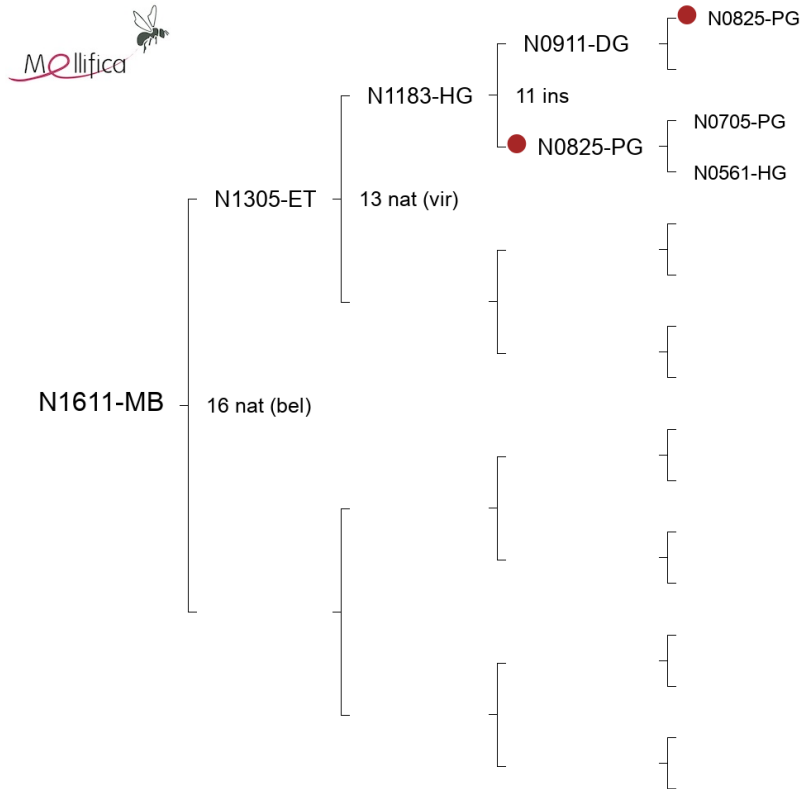 Mellifica
N0825-PG
N0911-DG
N1183-HG
11 ins
N0705-PG
N0825-PG
N0561-HG
N1305-ET
13 nat (vir)
N1611-MB
16 nat (bel)